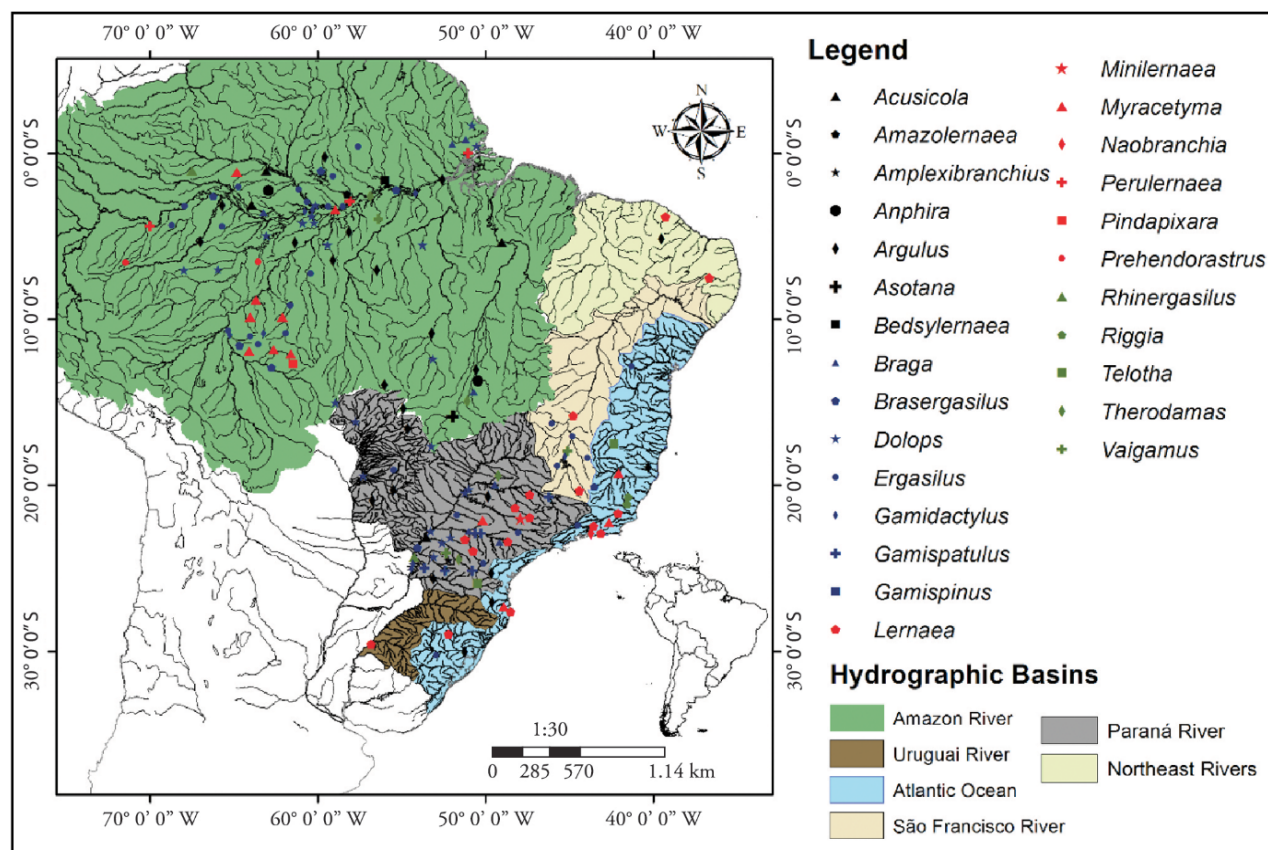 70° 0′ 0″ W 60° 0′ 0″ W 50° 0′ 0″ W 40° 0′ 0″ W
0° 0′ 0″S
10° 0′ 0″S
20° 0′ 0″S
30° 0′ 0″S
N
W E
S
0° 0′ 0″S
10° 0′ 0″S
20° 0′ 0″S
30° 0′ 0″S
1:30
0 285 570 1.14 km
70° 0′ 0″ W 60° 0′ 0″ W 50° 0′ 0″ W 40° 0′ 0″ W
Legend
Acusicola
Amazolernaea
Amplexibranchius
Anphira
Argulus
Asotana
Bedsylernaea
Braga
Brasergasilus
Dolops
Ergasilus
Gamidactylus
Gamispatulus
Gamispinus
Lernaea
Minilernaea
Myracetyma
Naobranchia
Perulernaea
Pindapixara
Prehendorastrus
Rhinergasilus
Riggia
Telotha
Therodamas
Vaigamus
Hydrographic Basins
Amazon River
Uruguai River
Atlantic Ocean
São Francisco River
Paraná River
Northeast Rivers